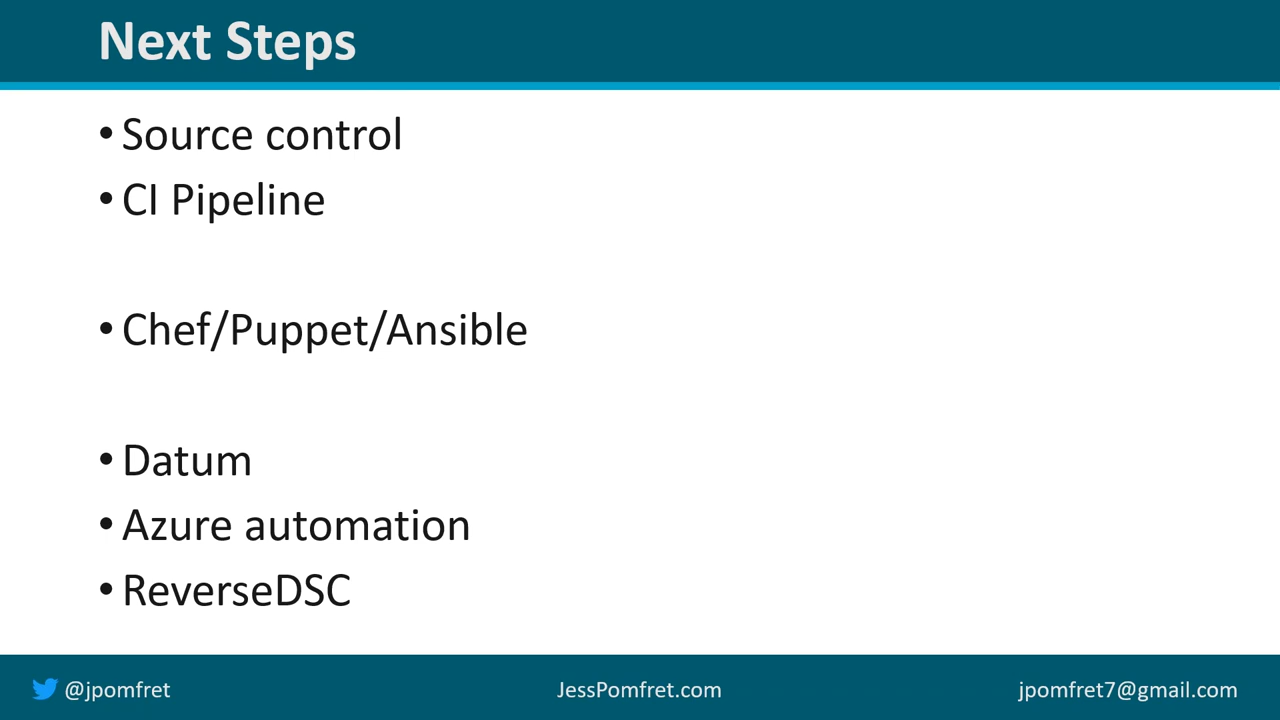 Next Steps
• Source control
• CI Pipeline
• Chef/Puppet/Ansible
• Datum
• Azure automation
• ReverseDSC
@jpomfret
JessPomfret.com
jpomfret7@gmail.com